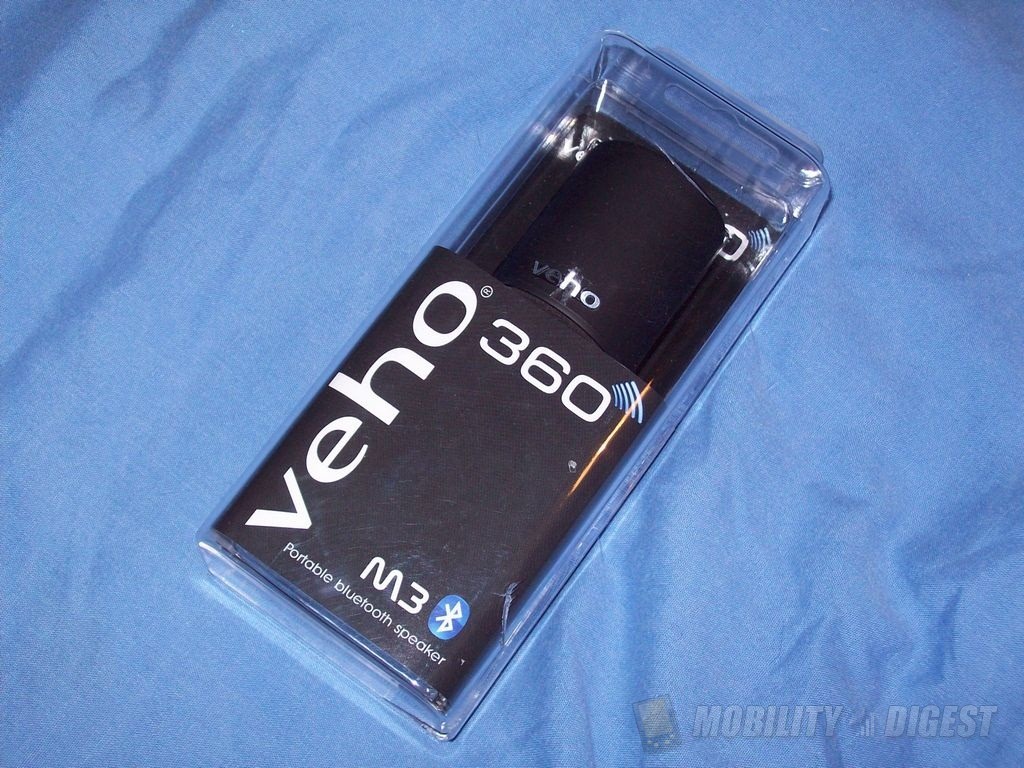 veho
veho®
360
M3
Portable bluetooth speaker
MOBILITY DIGEST